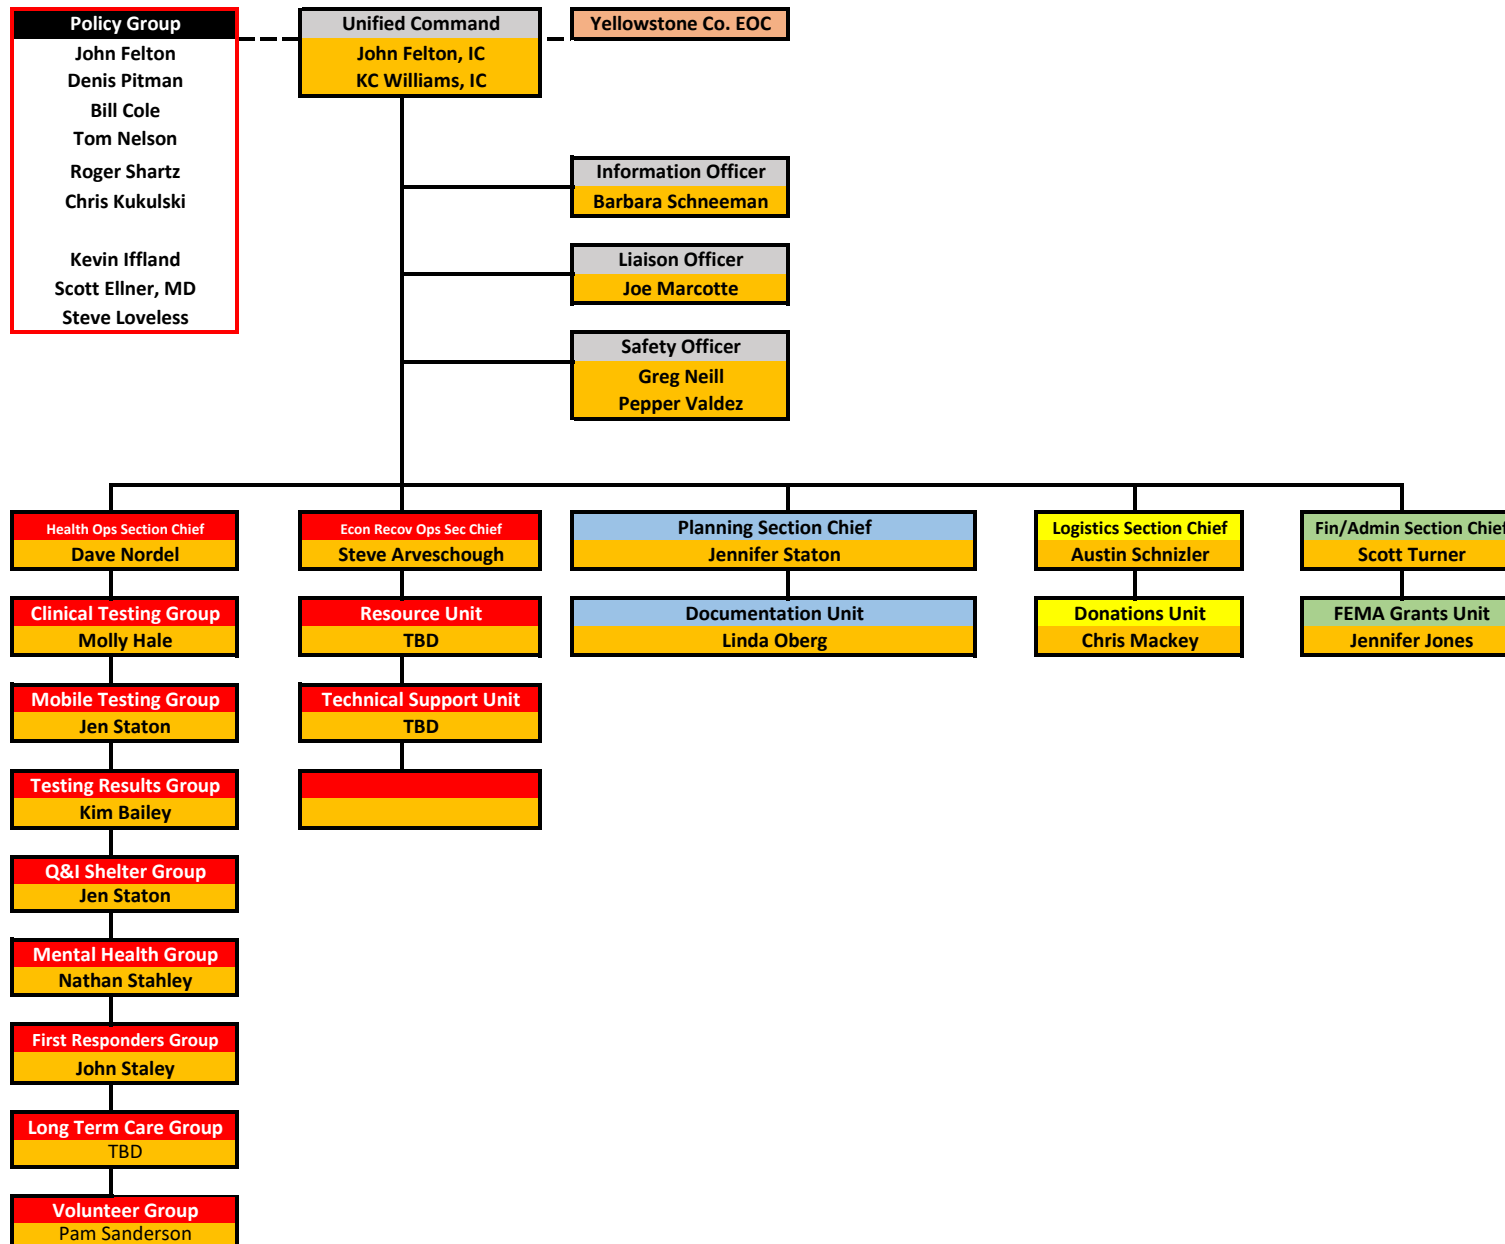 Policy Group
John Felton
Denis Pitman
Bill Cole
Tom Nelson
Roger Shartz
Chris Kukulski
Kevin Iffland
Scott Ellner, MD
Steve Loveless
Unified Command
John Felton, IC
KC Williams, IC
Yellowstone Co. EOC
Information Officer
Barbara Schneeman
Liaison Officer
Joe Marcotte
Safety Officer
Greg Neill
Pepper Valdez
Health Ops Section Chief
Dave Nordel
Clinical Testing Group
Molly Hale
Mobile Testing Group
Jen Staton
Testing Results Group
Kim Bailey
Q&I Shelter Group
Jen Staton
Mental Health Group
Nathan Stahley
First Responders Group
John Staley
Long Term Care Group
TBD
Volunteer Group
Pam Sanderson
Econ Recov Ops Sec Chief
Steve Arveschough
Resource Unit
TBD
Technical Support Unit
TBD
Planning Section Chief
Jennifer Staton
Documentation Unit
Linda Oberg
Logistics Section Chief
Austin Schnizler
Donations Unit
Chris Mackey
Fin/Admin Section Chief
Scott Turner
FEMA Grants Unit
Jennifer Jones